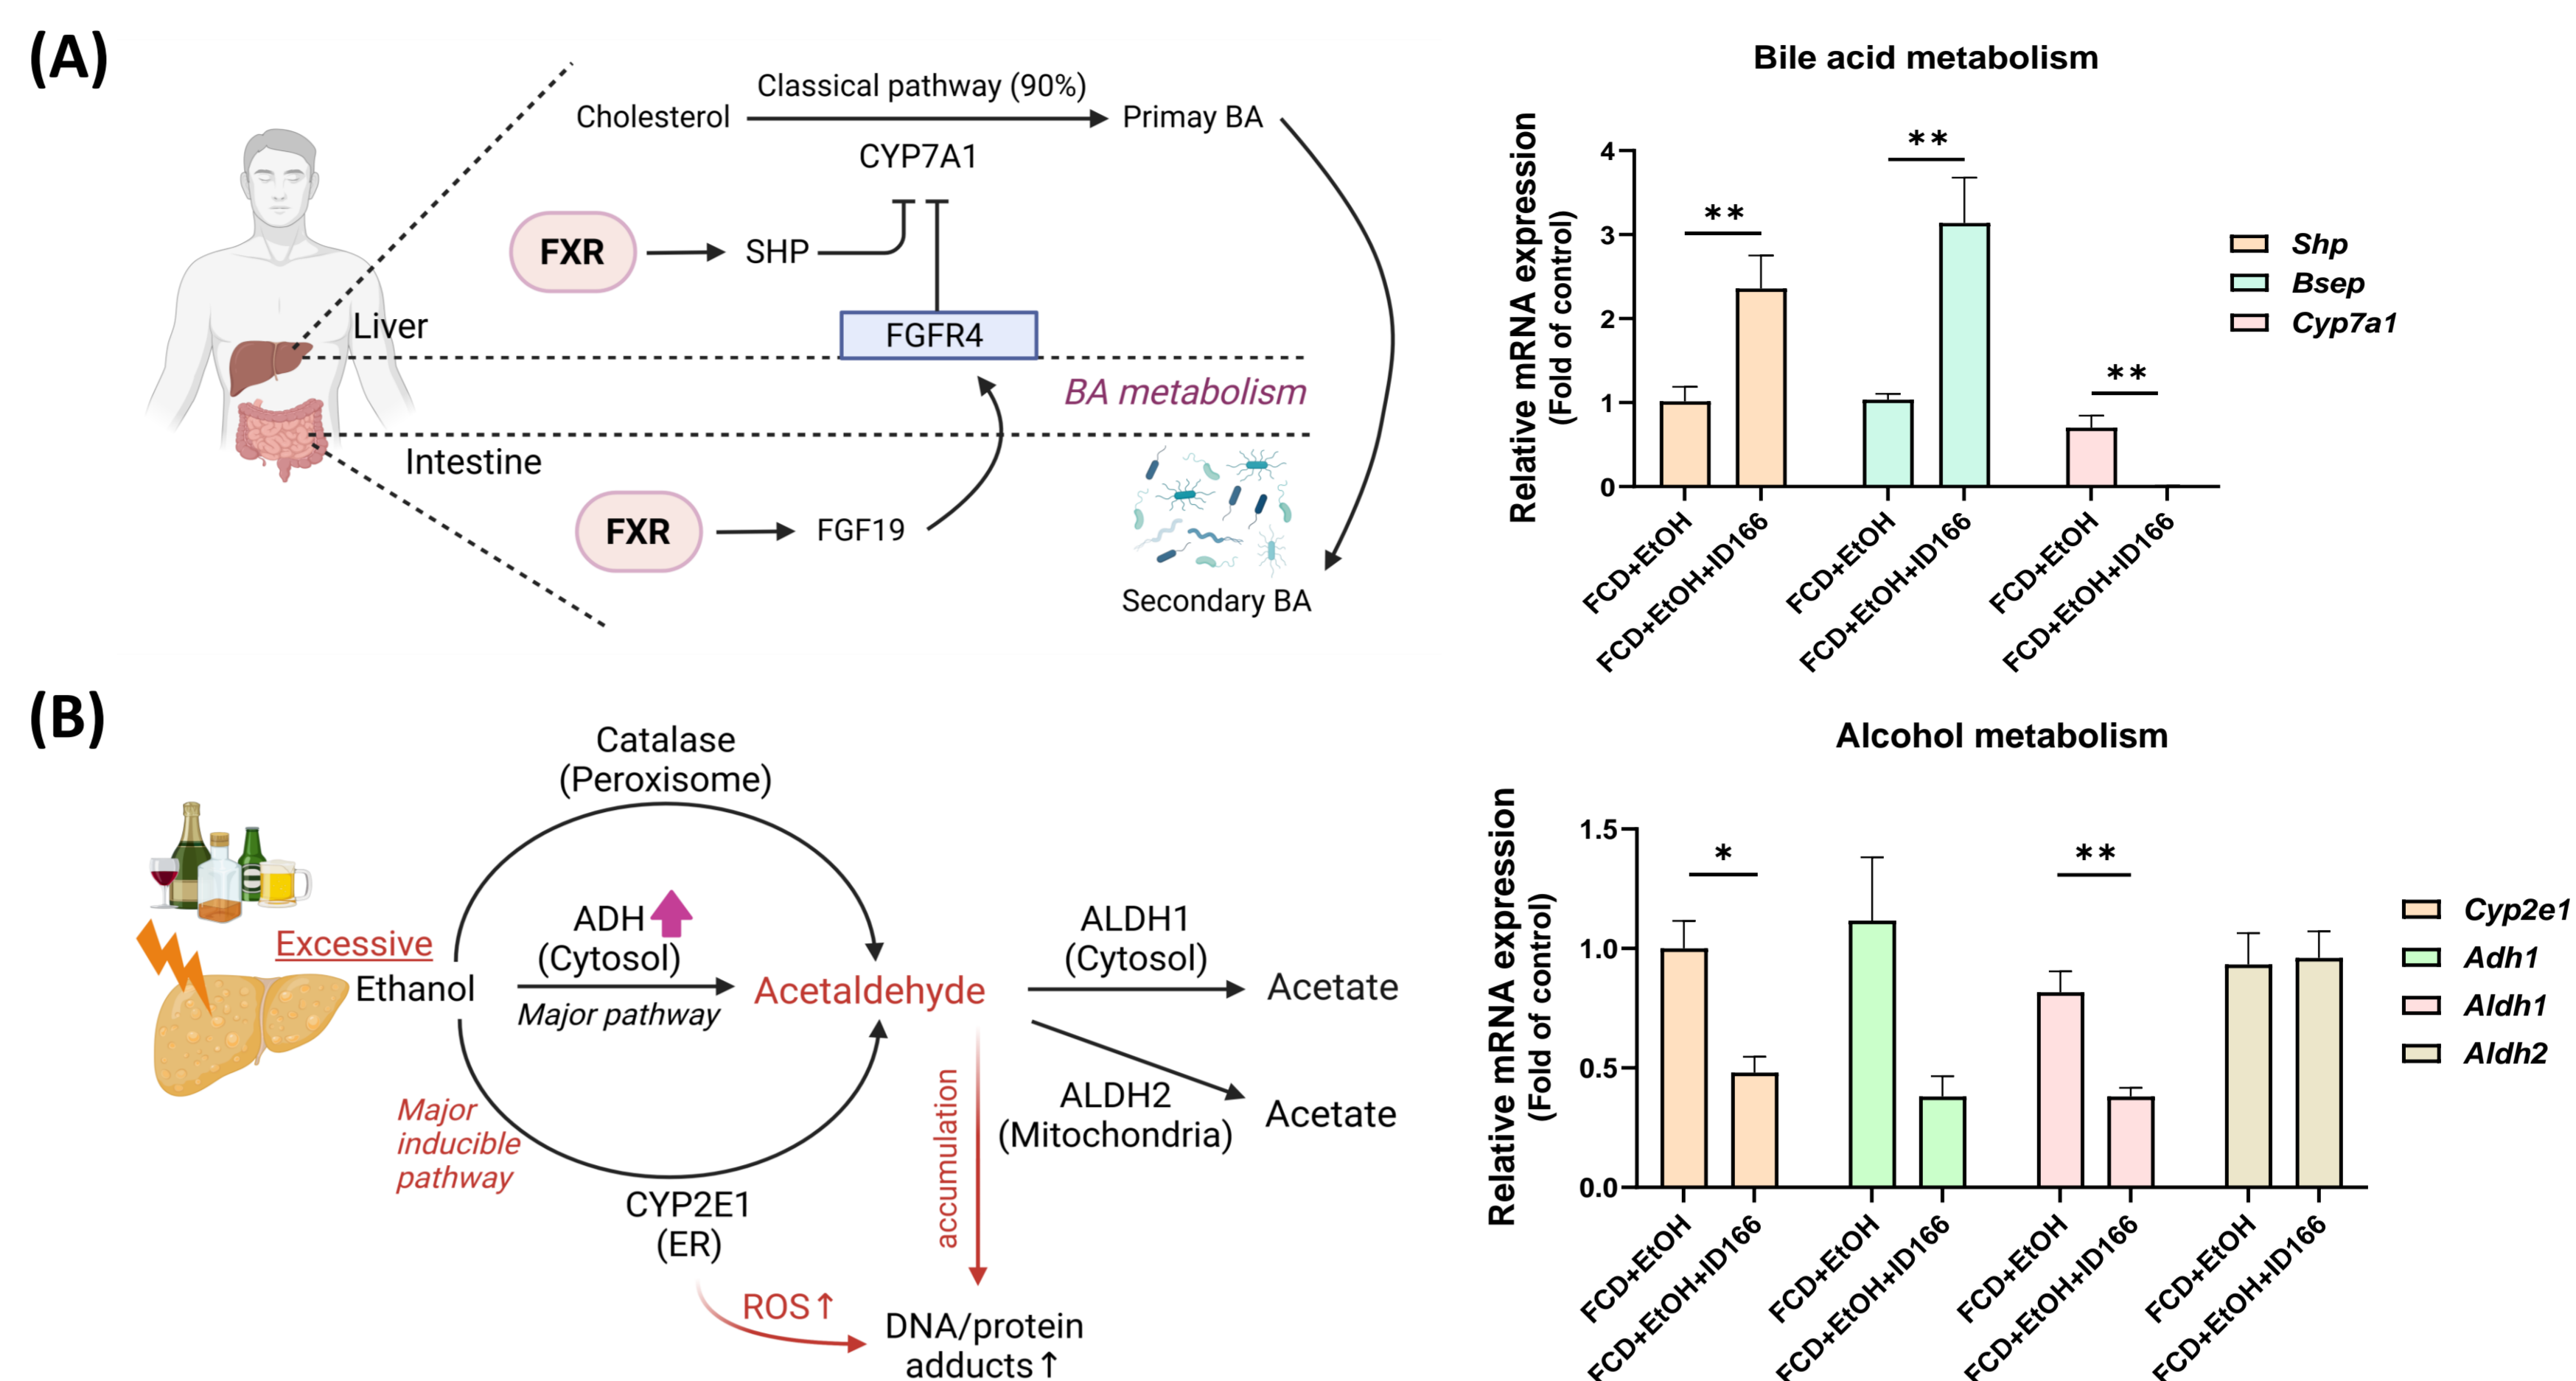 (A)
Classical pathway (90%)
Cholesterol
Primay BA
CYP7A1
FXR
SHP
Liver
FGFR4
BA metabolism
Intestine
FXR
FGF19
Secondary BA
Bile acid metabolism
Relative mRNA expression
(Fold of control)
4
3
2
1
0
**
**
**
FCD+EtOH
FCD+EtOH+ID166
FCD+EtOH
FCD+EtOH+ID166
FCD+EtOH
FCD+EtOH+ID166
Shp
Bsep
Cyp7a1
(B)
Catalase
(Peroxisome)
ADH
(Cytosol)
Excessive
Ethanol
Major pathway
Acetaldehyde
ALDH1
(Cytosol)
Acetate
ALDH2
(Mitochondria)
Acetate
Major
inducible
pathway
CYP2E1
(ER)
accumulation
ROS↑
DNA/protein
adducts↑
Alcohol metabolism
Relative mRNA expression
(Fold of control)
1.5
1.0
0.5
0.0
*
**
FCD+EtOH
FCD+EtOH+ID166
FCD+EtOH
FCD+EtOH+ID166
FCD+EtOH
FCD+EtOH+ID166
FCD+EtOH
FCD+EtOH+ID166
Cyp2e1
Adh1
Aldh1
Aldh2